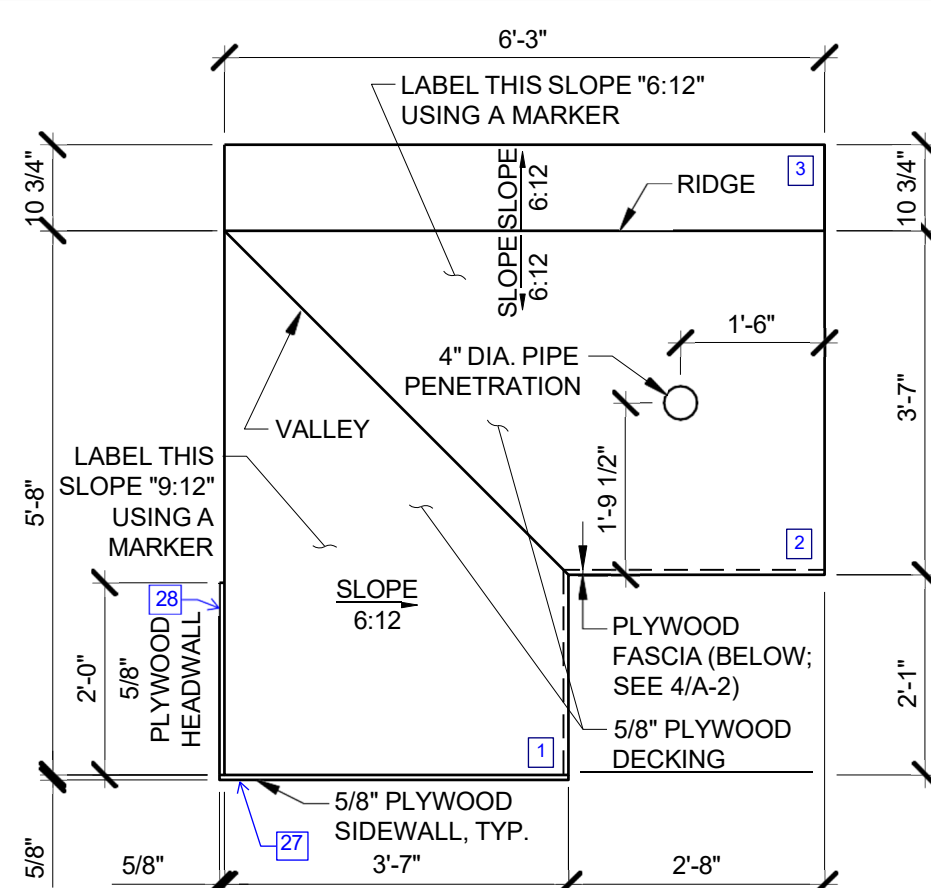 6'-3"
LABEL THIS SLOPE "6:12"
USING A MARKER
10 3/4"
SLOPE
6:12
3
10 3/4"
RIDGE
SLOPE
6:12
1'-6"
4" DIA. PIPE
PENETRATION
3'-7"
VALLEY
LABEL THIS
SLOPE "9:12"
USING A
MARKER
5'-8"
1'-9 1/2"
2
SLOPE
6:12
28
2'-0"
5/8"
PLYWOOD
HEADWALL
PLYWOOD
FASCIA (BELOW;
SEE 4/A-2)
2'-1"
1
5/8" PLYWOOD
DECKING
5/8" PLYWOOD
SIDEWALL, TYP.
27
5/8"
5/8"
3'-7"
2'-8"